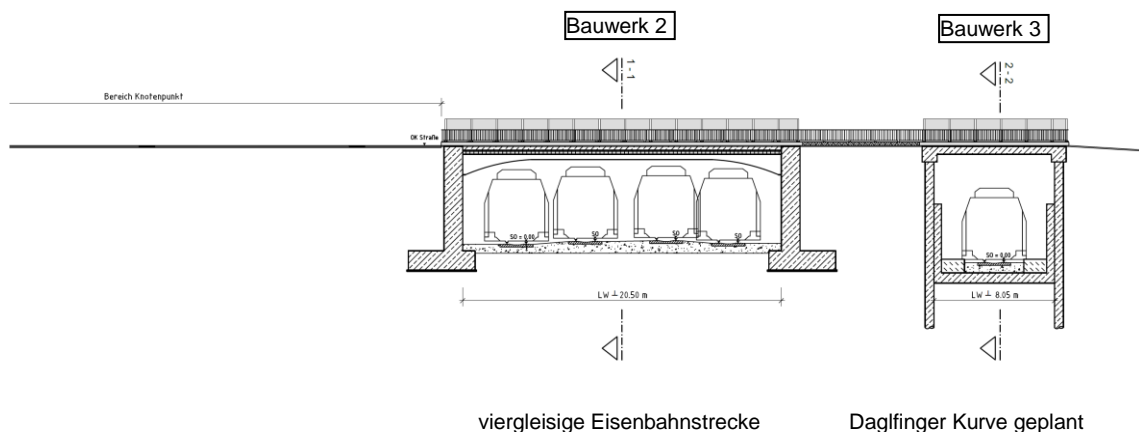 Bauwerk 2
Bauwerk 3
1 - 1
2 - 2
Bereich Knotenpunkt
OK Straße
SO = 0,00
SO
SO
SO
SO = 0,00
LW ⊥ 20.50 m
LW ⊥ 8.05 m
viergleisige Eisenbahnstrecke
Daglfinger Kurve geplant